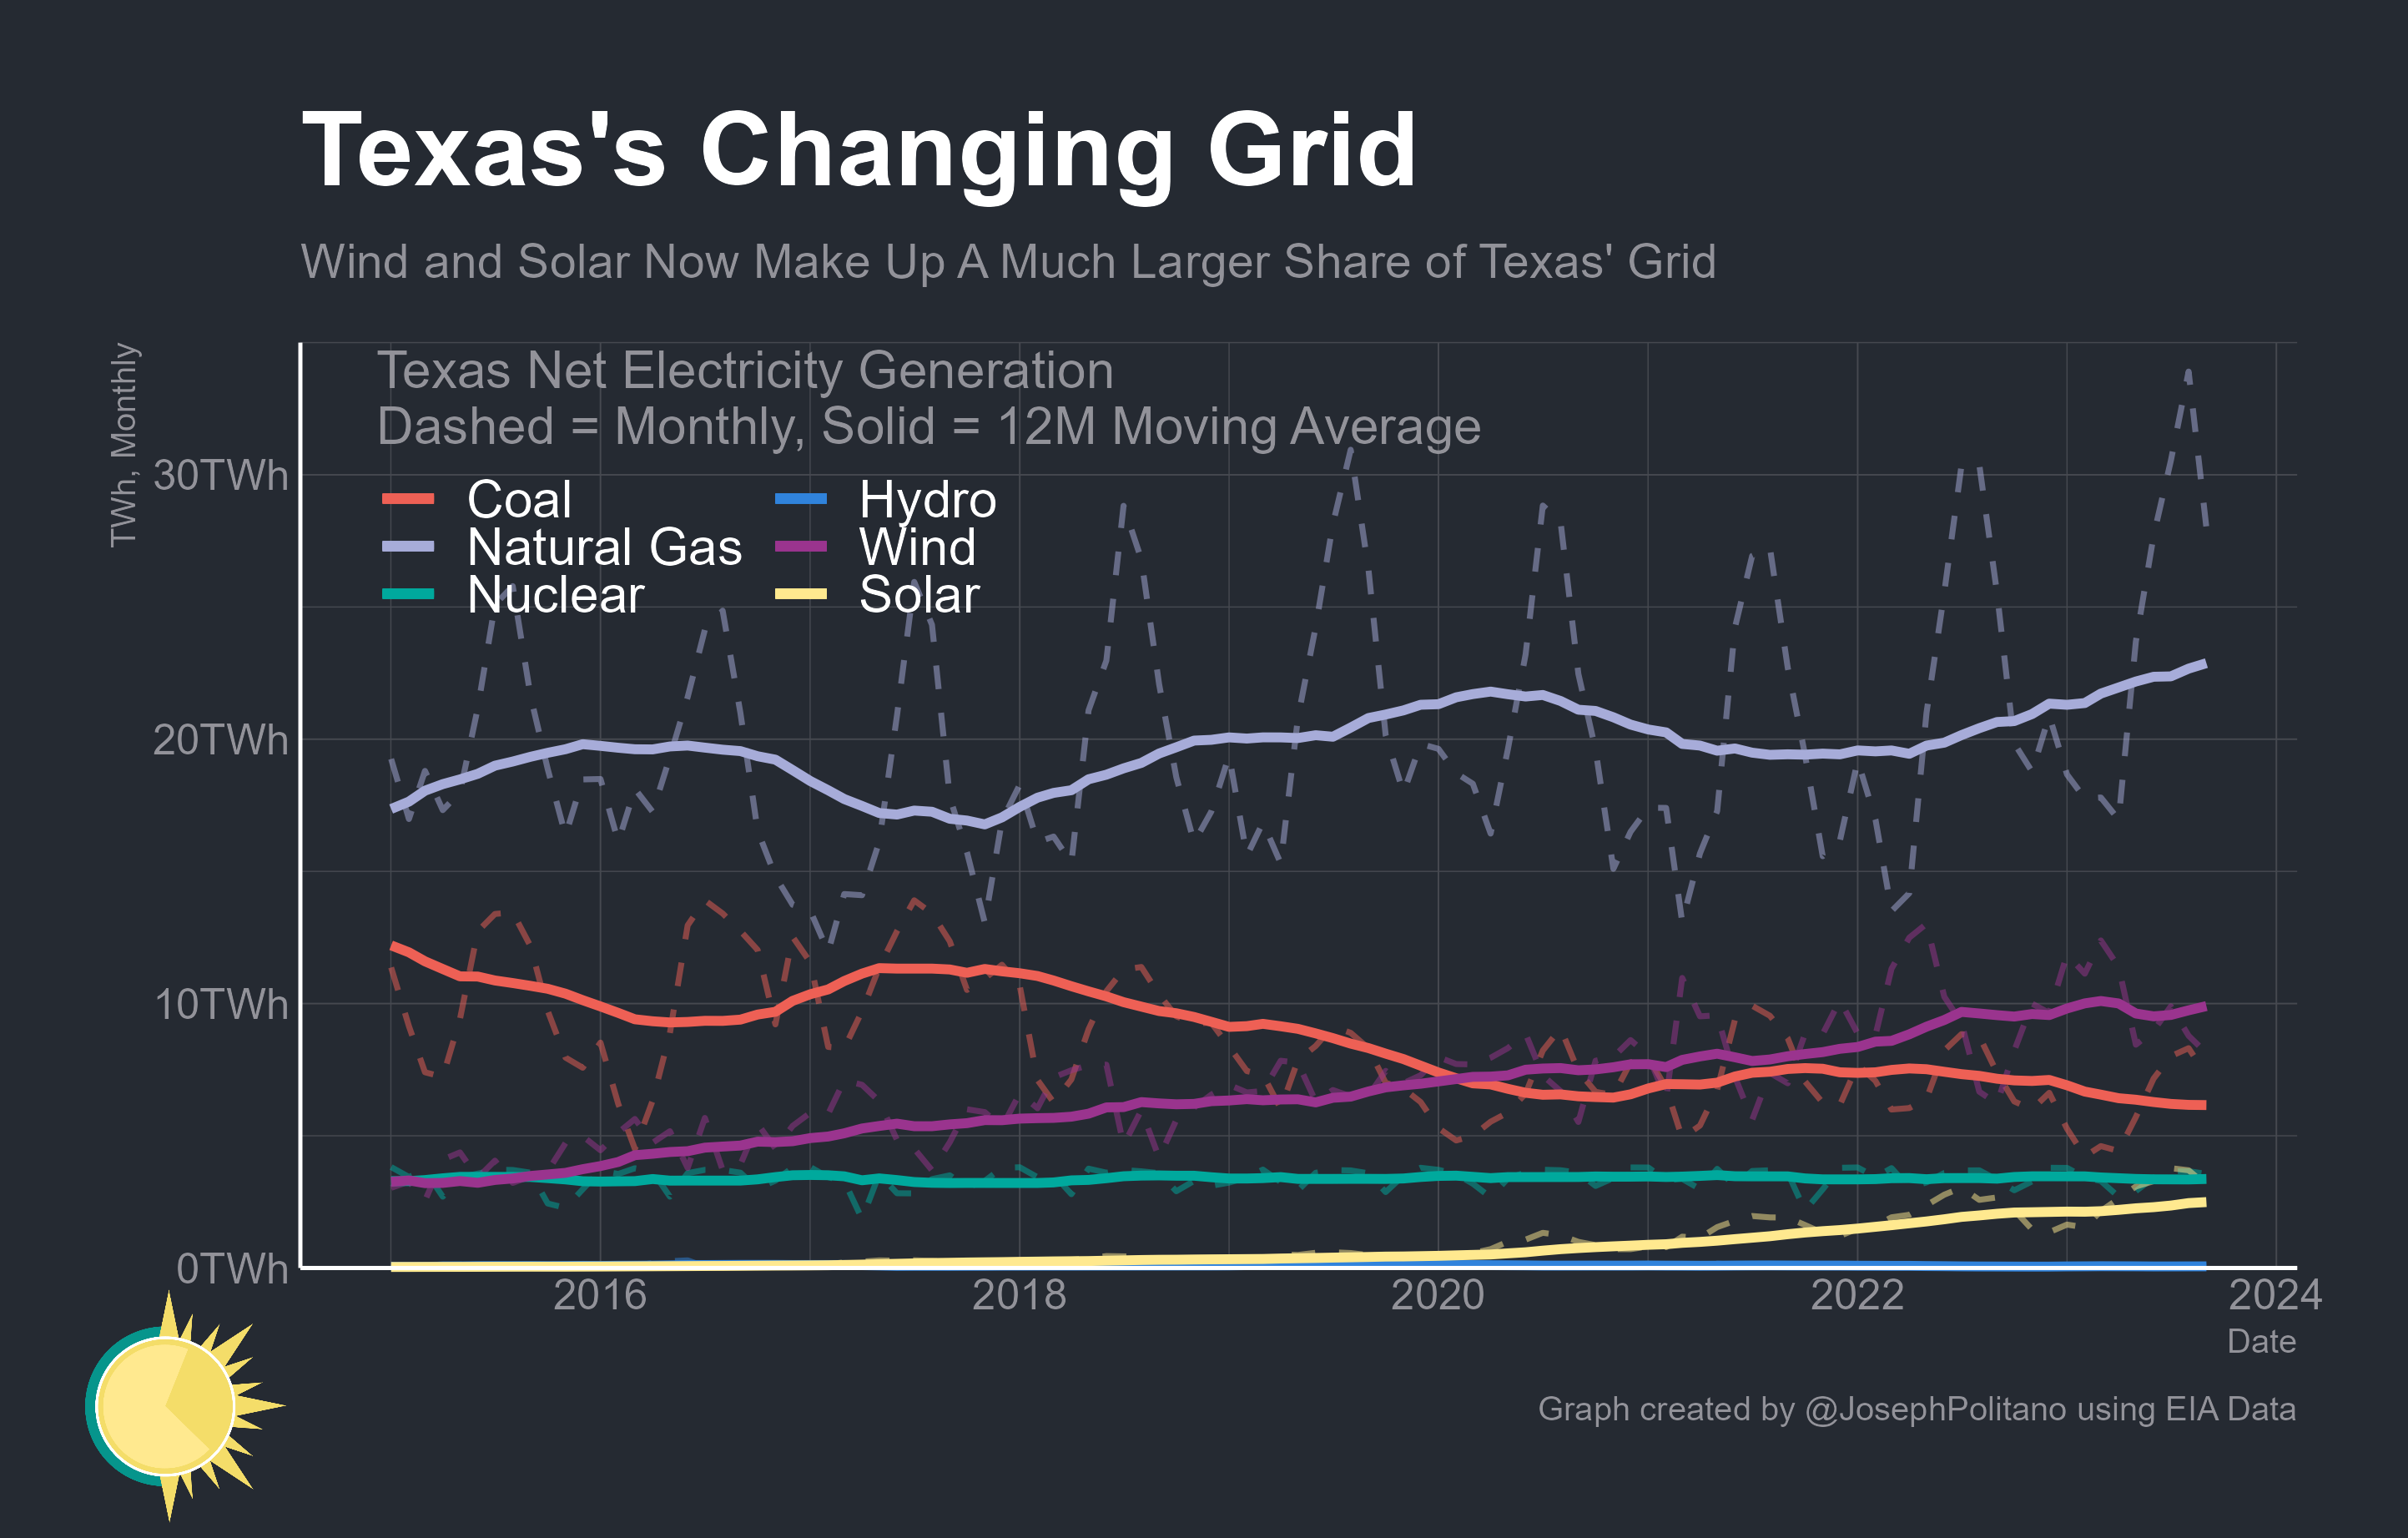 Texas's Changing Grid
Wind and Solar Now Make Up A Much Larger Share of Texas' Grid
TWh, Monthly
Texas Net Electricity Generation
Dashed = Monthly, Solid = 12M Moving Average
Coal
Natural Gas
Nuclear
Hydro
Wind
Solar
30TWh
20TWh
10TWh
0TWh
2016
2018
2020
2022
2024
Date
Graph created by @JosephPolitano using EIA Data